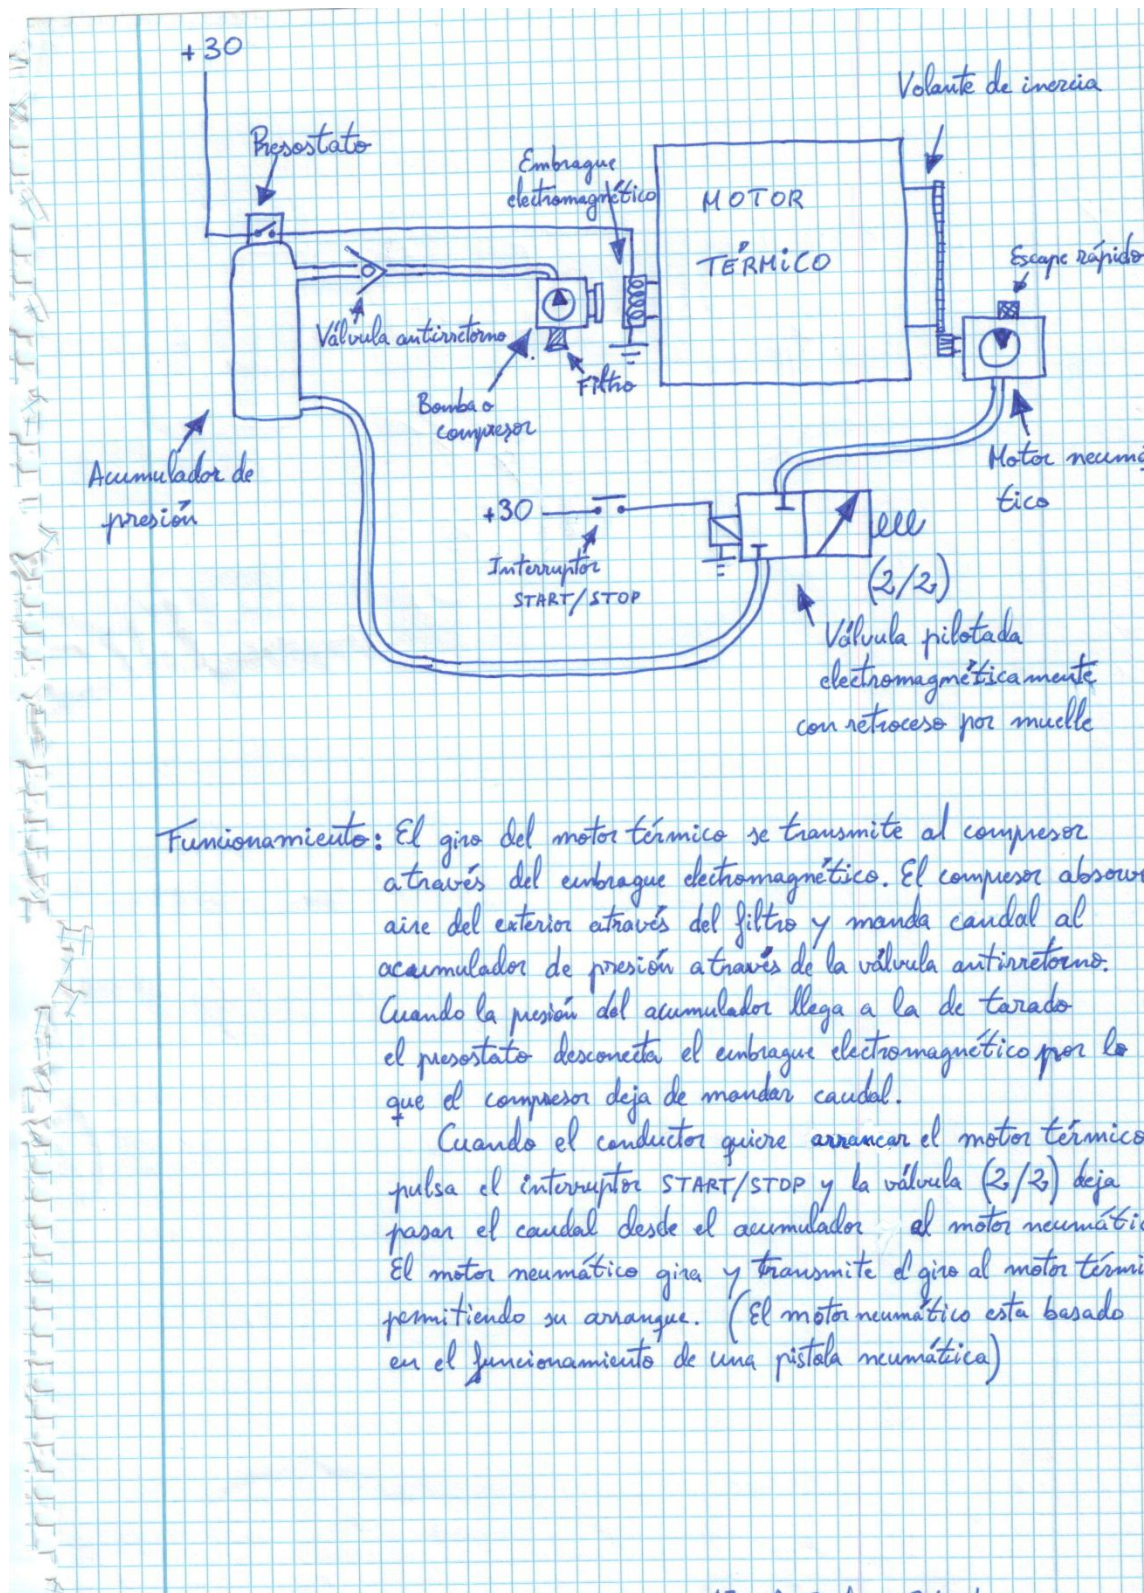 +30
Volante de inercia
Presostato
Embrague
electromagnético
MOTOR
TÉRMICO
Escape rápido
Válvula antirretorno
Filtro
Bomba o
compresor
Motor neumá
tico
Acumulador de
presión
+30
Interruptor
START/STOP
(2/2)
Válvula pilotada
electromagnéticamente
con retroceso por muelle
Funcionamiento: El giro del motor térmico se transmite al compresor
através del embrague electromagnético. El compresor absorv
aire del exterior através del filtro y manda caudal al
acumulador de presión através de la válvula antirretorno.
Cuando la presión del acumulador llega a la de tarado
el presostato desconecta el embrague electromagnético por lo
que el compresor deja de mandar caudal.
Cuando el conductor quiere arrancar el motor térmico
pulsa el interruptor START/STOP y la válvula (2/2) deja
pasar el caudal desde el acumulador al motor neumátic
El motor neumático gira y transmite el giro al motor térmi
permitiendo su arranque. (El motor neumático esta basado
en el funcionamiento de una pistola neumática)